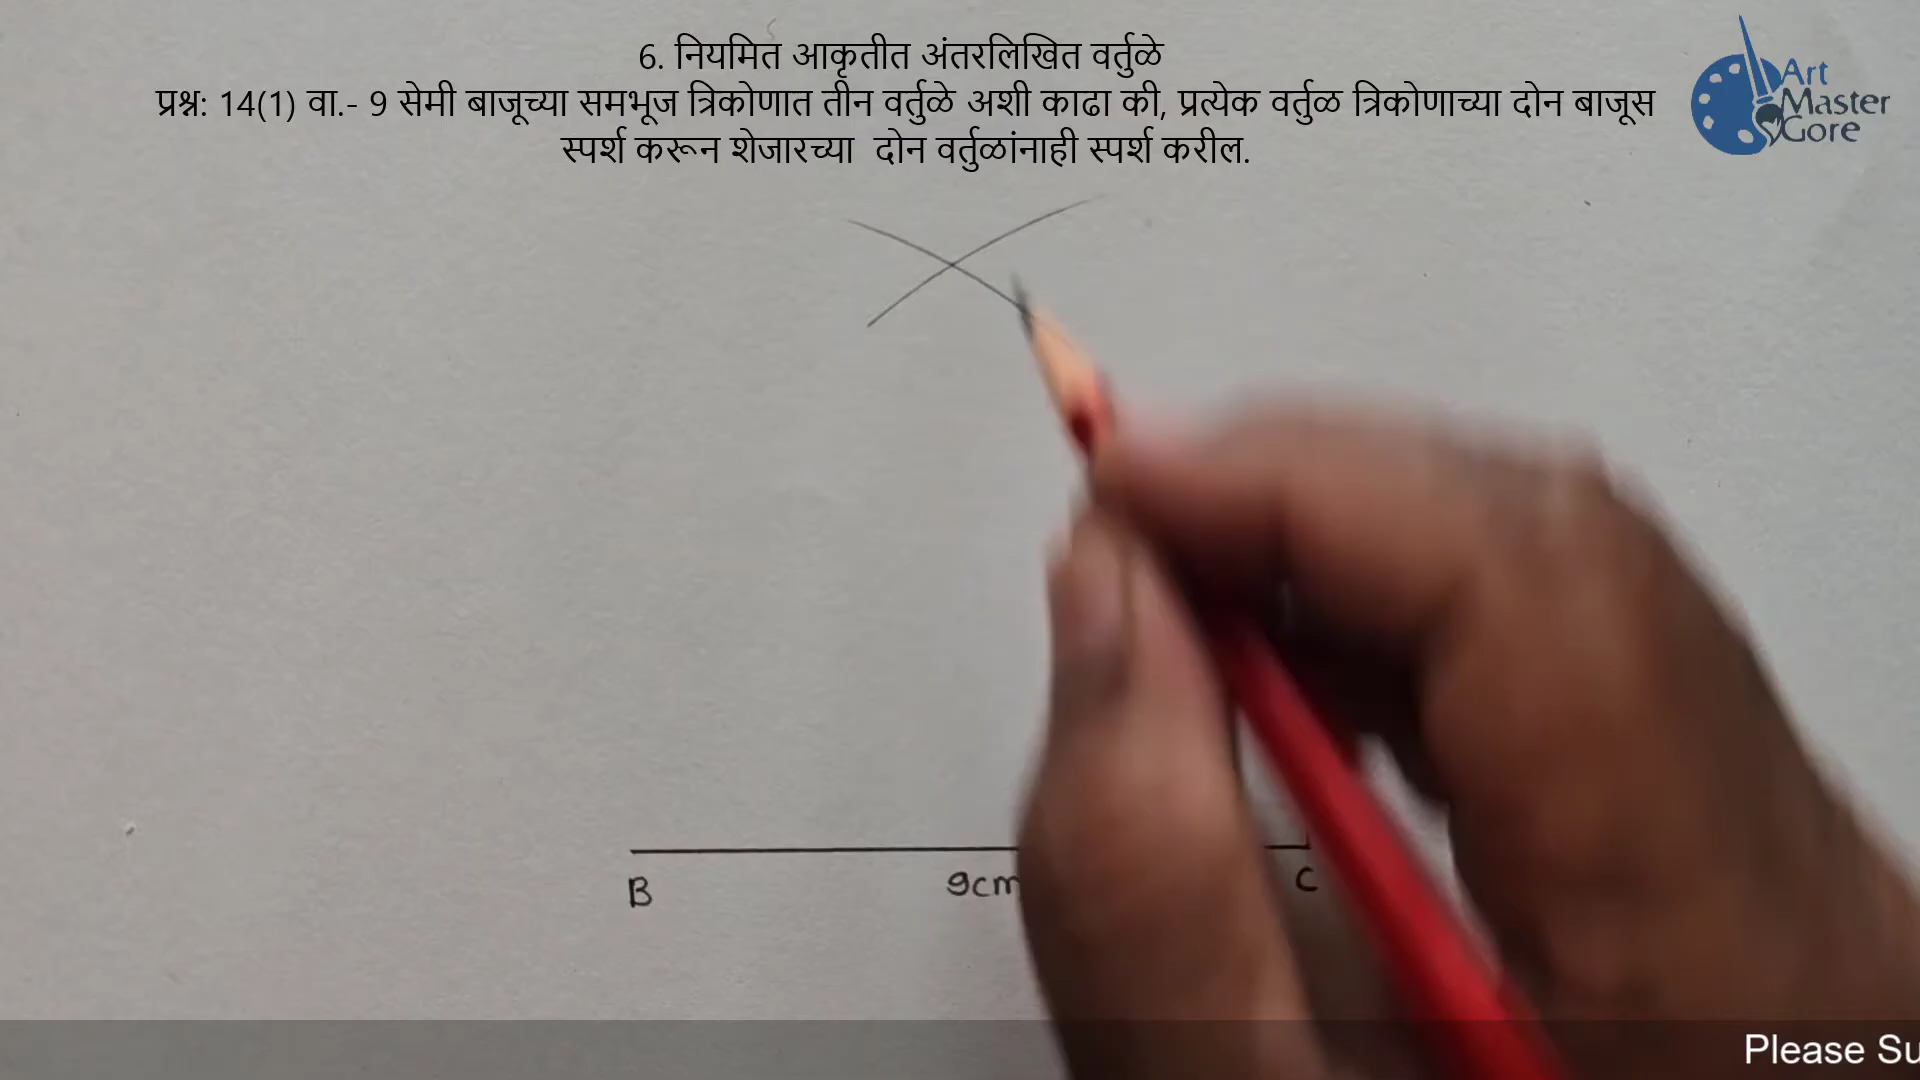 6. नियमित आकृतीत अंतरलिखित वर्तुळे
प्रश्न: 14(1) वा.- 9 सेमी बाजूच्या समभूज त्रिकोणात तीन वर्तुळे अशी काढा की, प्रत्येक वर्तुळ त्रिकोणाच्या दोन बाजूस
स्पर्श करून शेजारच्या दोन वर्तुळांनाही स्पर्श करील.
Art
Master
Gore
B 9cm C
Please Su